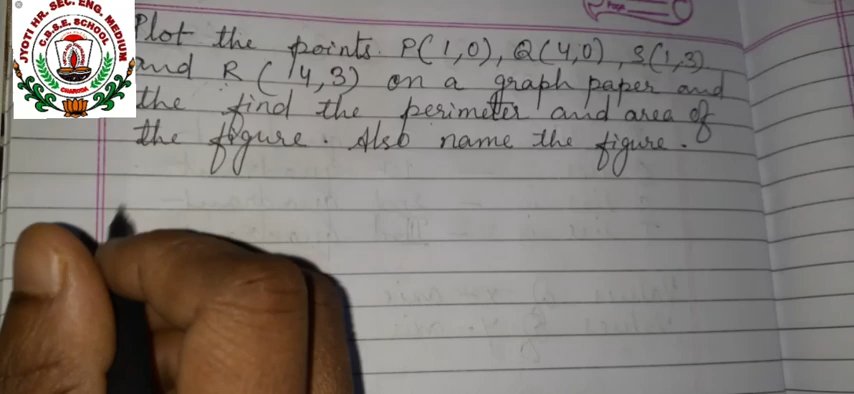 JYOTI HR. SEC. ENG. MEDIUM
C.B.S.E. SCHOOL
Page
Plot the points P(1,0), Q(4,0), S(1,3)
and R (4,3) on a graph paper and
the find the perimeter and area of
the figure. Also name the figure.